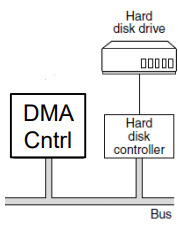 Hard
disk drive
DMA
Cntrl
Hard
disk
controller
Bus